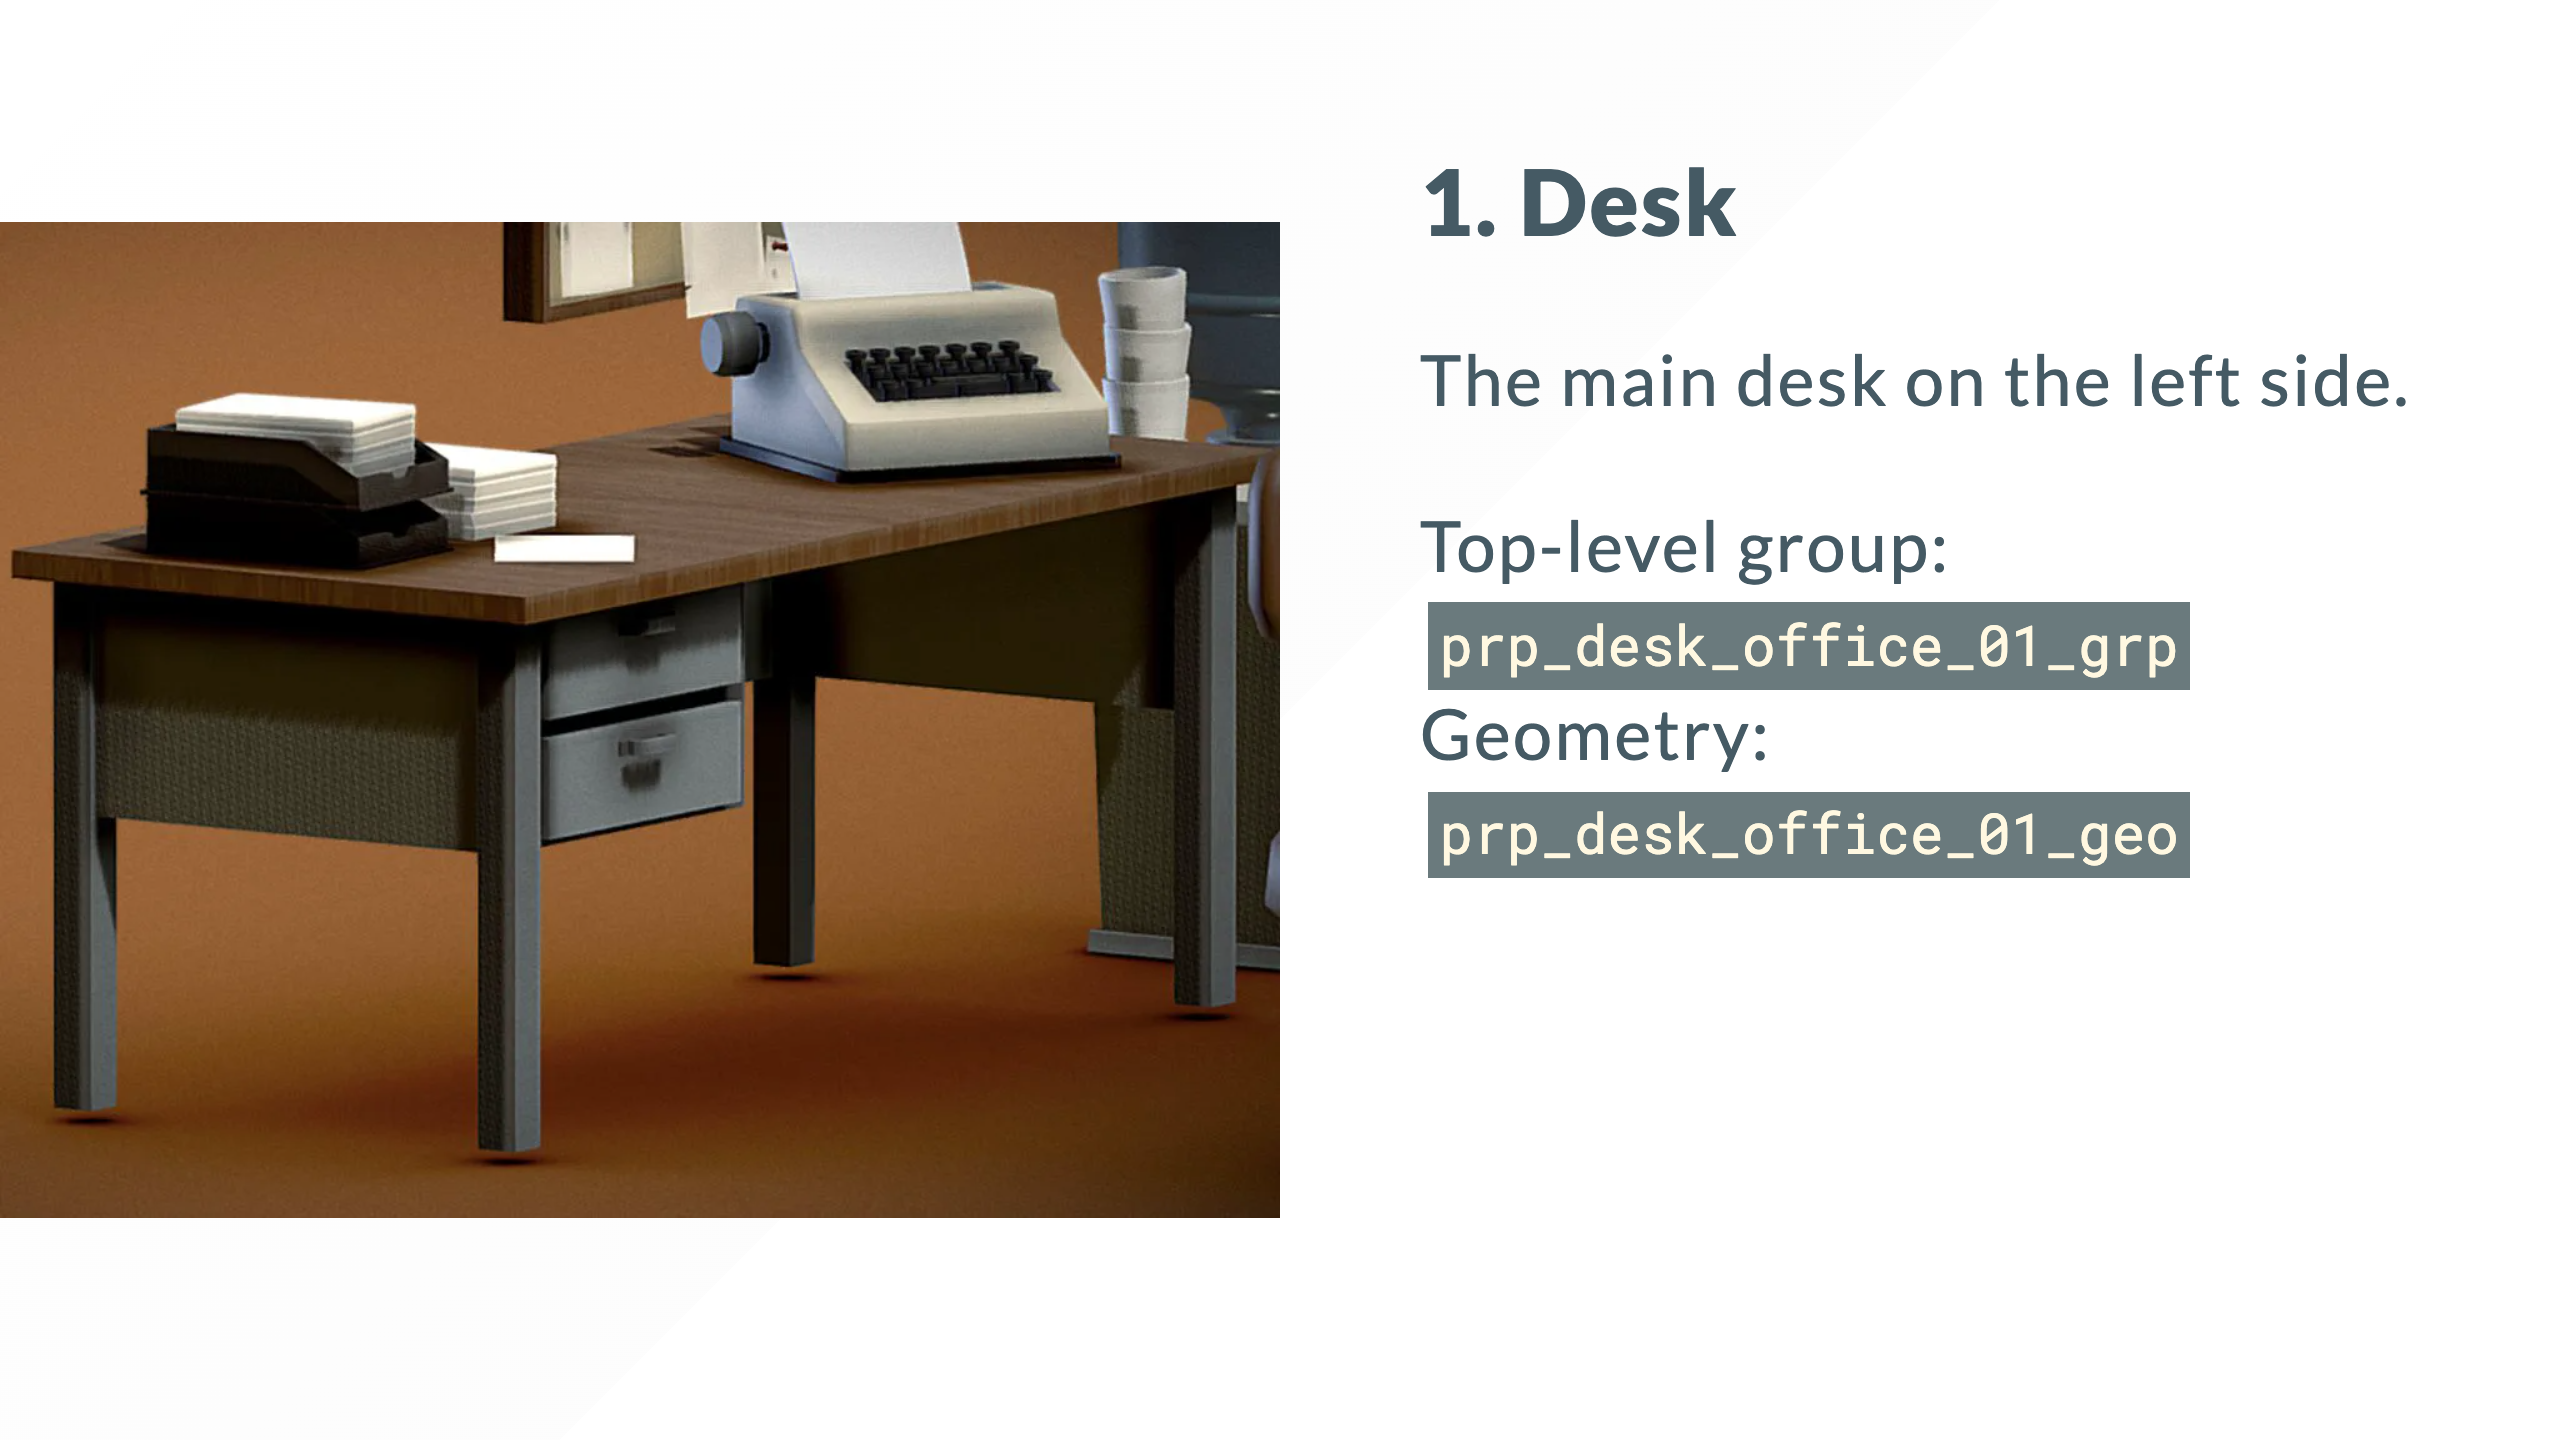 1. Desk
The main desk on the left side.
Top-level group:
prp_desk_office_01_grp
Geometry:
prp_desk_office_01_geo